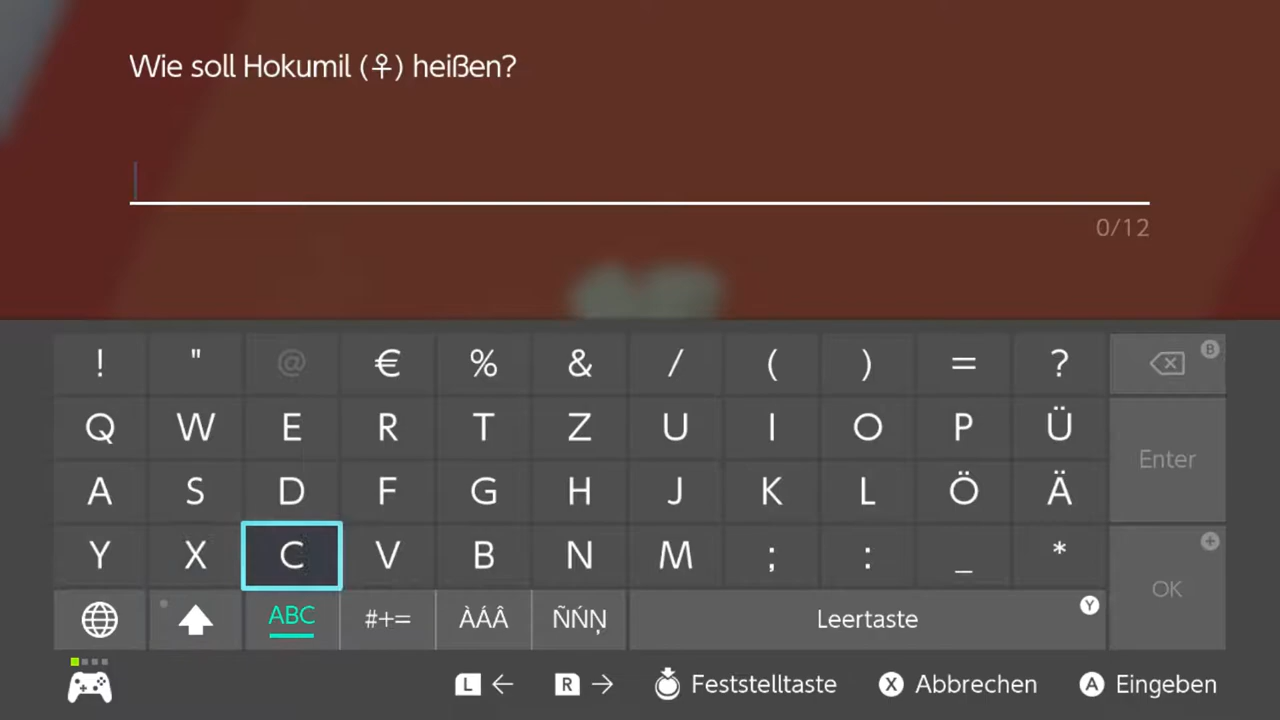 Wie soll Hokumil (♀) heißen?
0/12
! " @ € % & / ( ) = ? B
Q W E R T Z U I O P Ü
Enter
A S D F G H J K L Ö Ä
Y X C V B N M ; : _ * +
OK
ABC #+= ÀÁÂ ÑŃŅ Leertaste Y
L ← R → Feststelltaste X Abbrechen A Eingeben